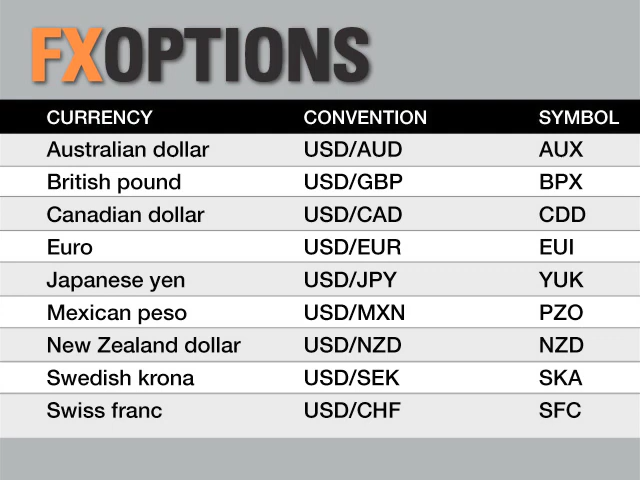 FXOPTIONS
CURRENCY CONVENTION SYMBOL
Australian dollar USD/AUD AUX
British pound USD/GBP BPX
Canadian dollar USD/CAD CDD
Euro USD/EUR EUI
Japanese yen USD/JPY YUK
Mexican peso USD/MXN PZO
New Zealand dollar USD/NZD NZD
Swedish krona USD/SEK SKA
Swiss franc USD/CHF SFC